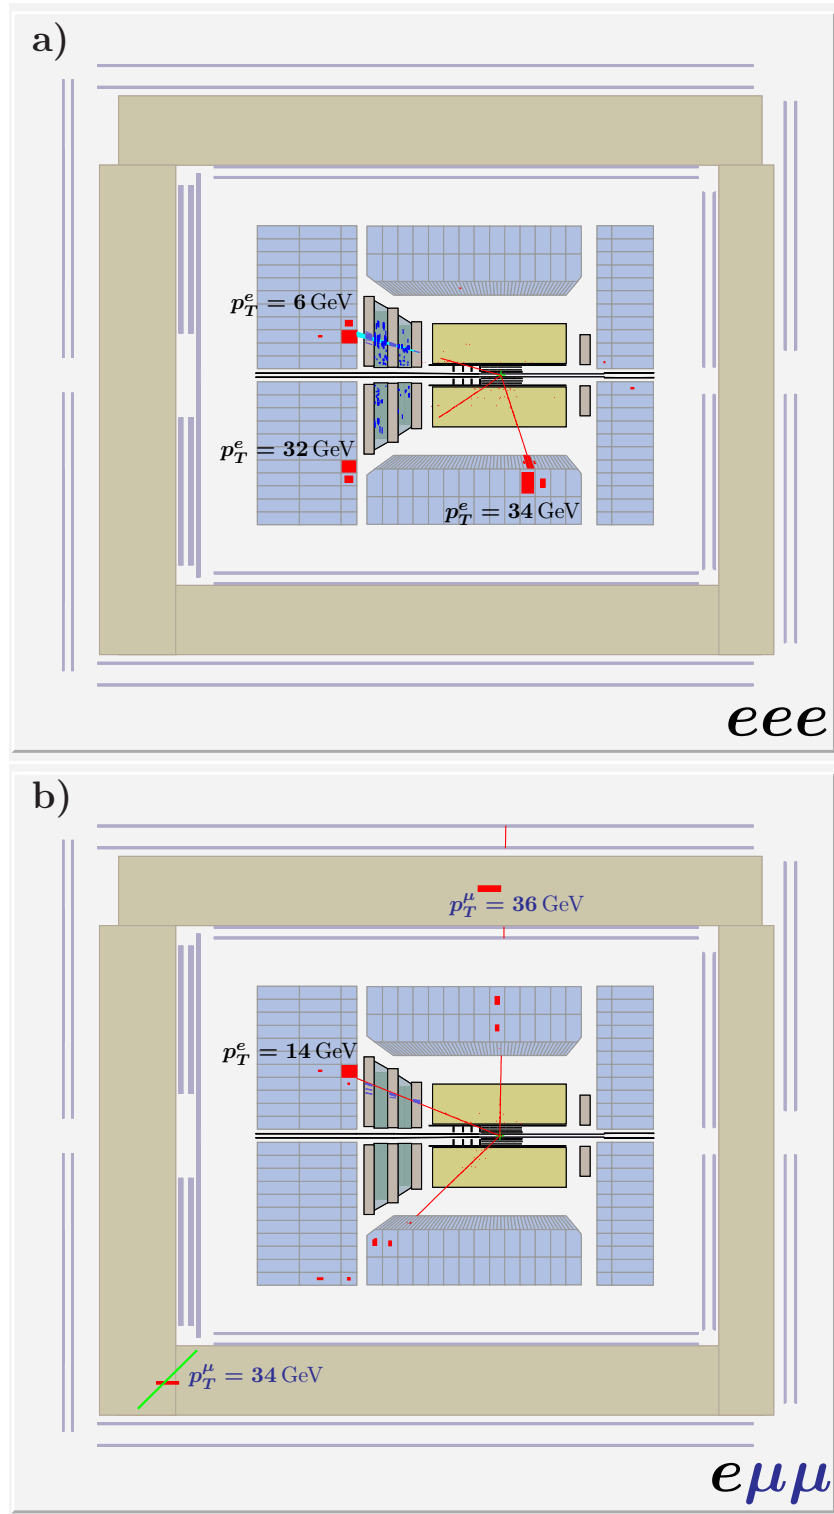 a)
p_T^e = 6 GeV
p_T^e = 32 GeV
p_T^e = 34 GeV
eee
b)
p_T^μ = 36 GeV
p_T^e = 14 GeV
p_T^μ = 34 GeV
eμμ